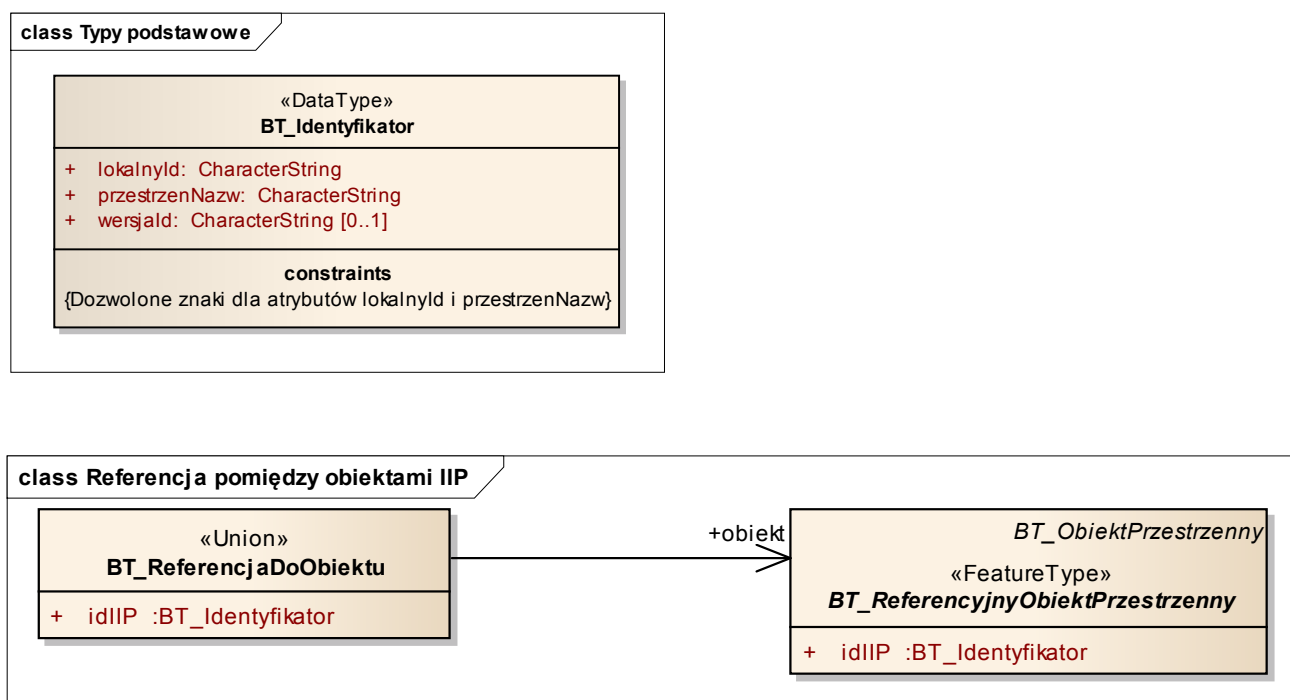 class Typy podstawowe
«DataType»
BT_Identyfikator
+ lokalnyId: CharacterString
+ przestrzenNazw: CharacterString
+ wersjaId: CharacterString [0..1]
constraints
{Dozwolone znaki dla atrybutów lokalnyId i przestrzenNazw}
class Referencja pomiędzy obiektami IIP
«Union»
BT_ReferencjaDoObiektu
+ idIIP :BT_Identyfikator
+obiekt
BT_ObiektPrzestrzenny
«FeatureType»
BT_ReferencyjnyObiektPrzestrzenny
+ idIIP :BT_Identyfikator